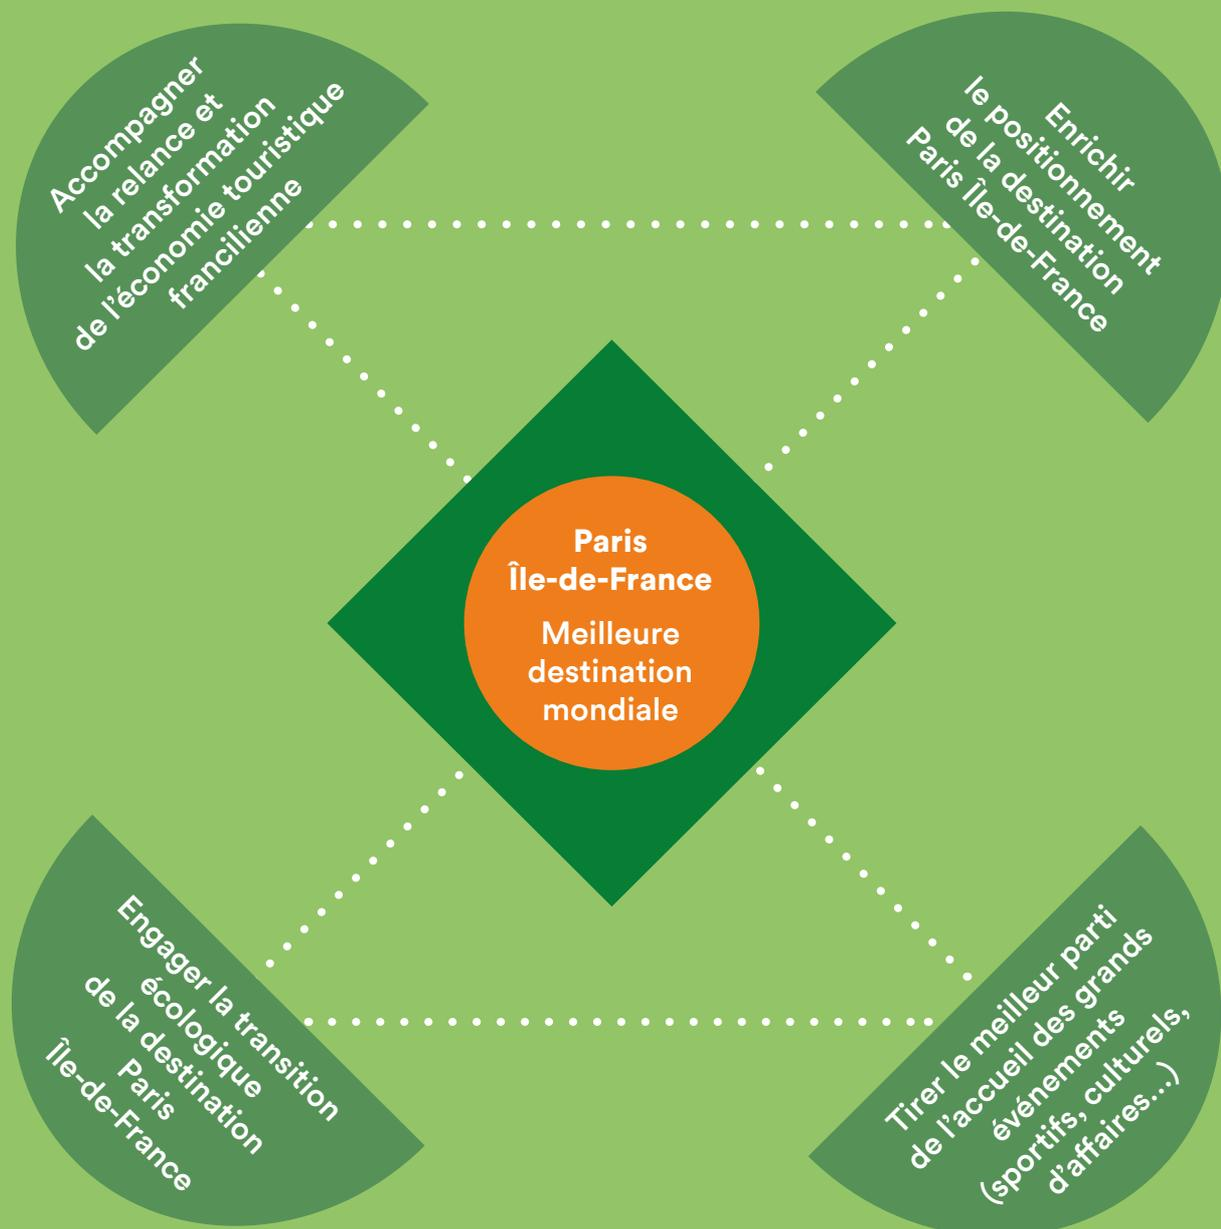 Accompagner
la relance et
la transformation
de l’économie touristique
francilienne
Enrichir
le positionnement
de la destination
Paris Île-de-France
Paris
Île-de-France
Meilleure
destination
mondiale
Engager la transition
écologique
de la destination
Paris
Île-de-France
Tirer le meilleur parti
de l’accueil des grands
événements
(sportifs, culturels,
d’affaires...)